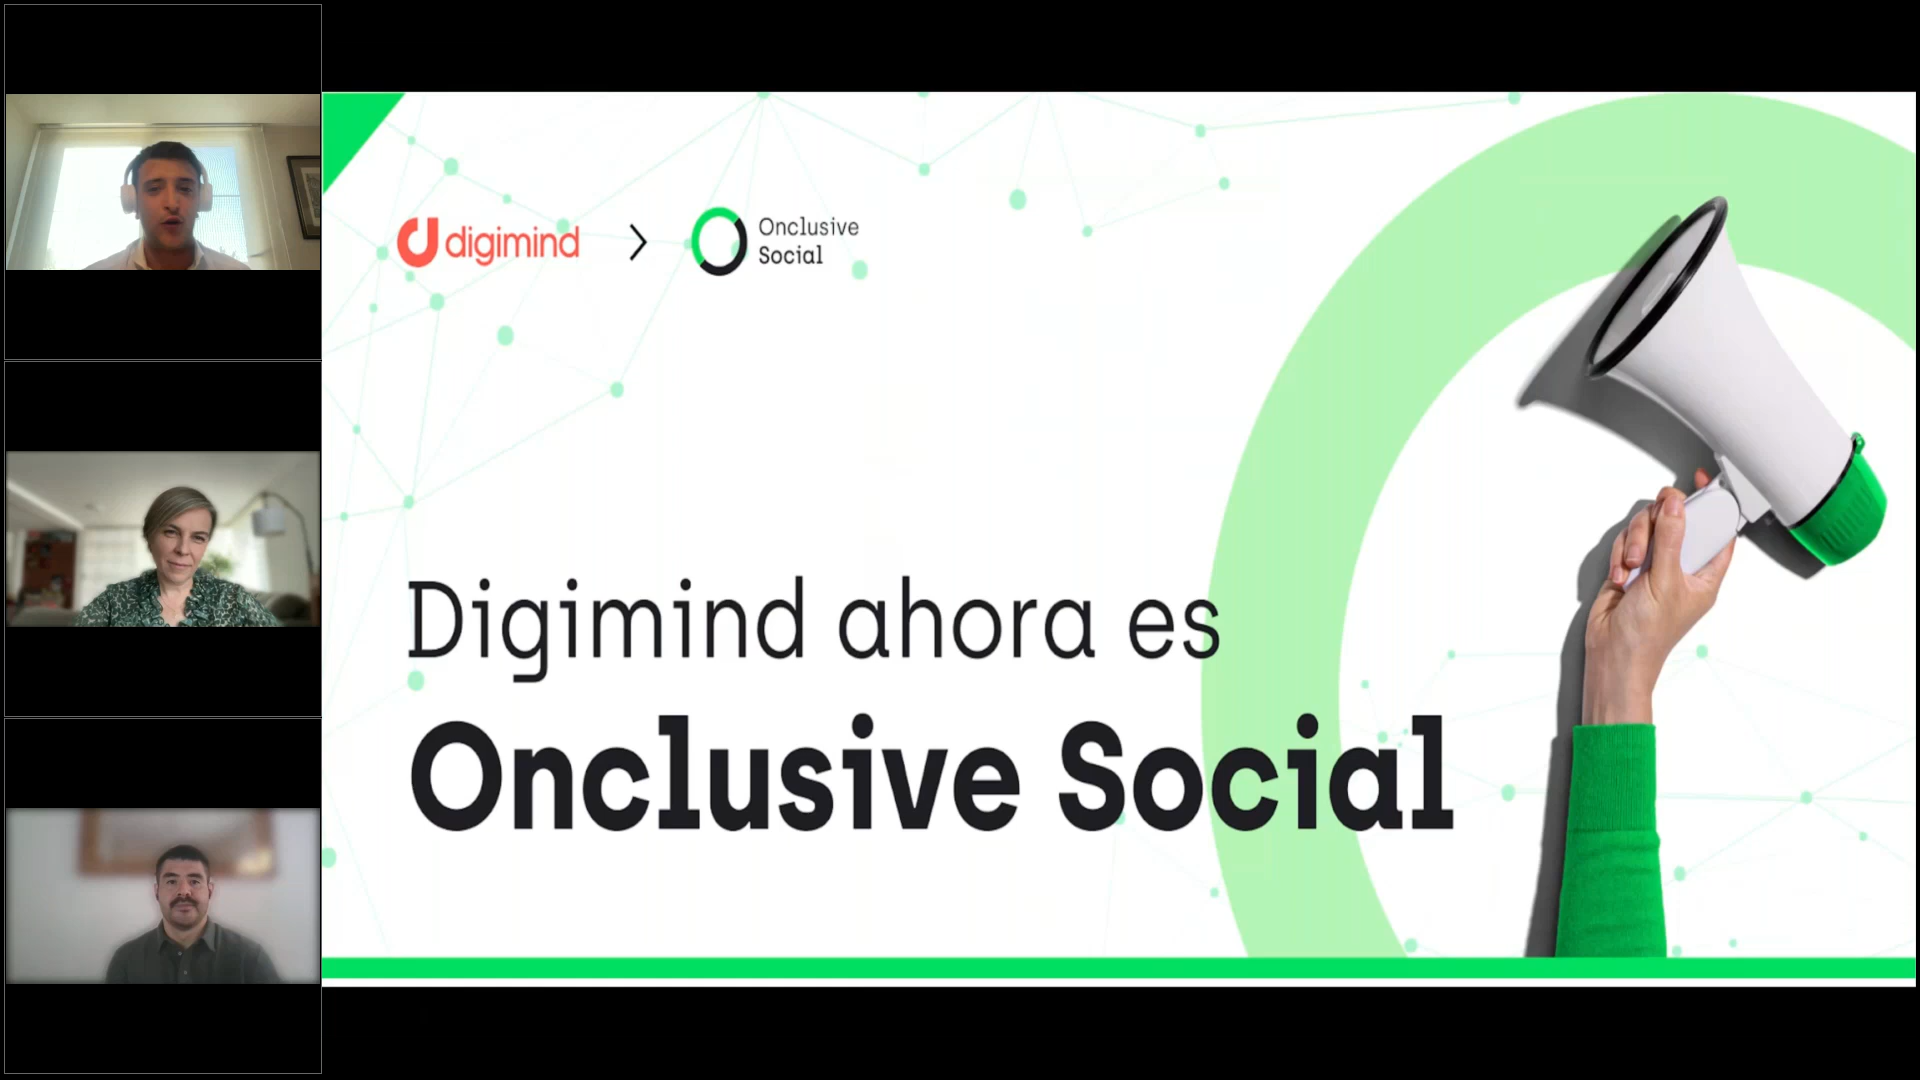 digimind
Onclusive
Social
Digimind ahora es
Onclusive Social